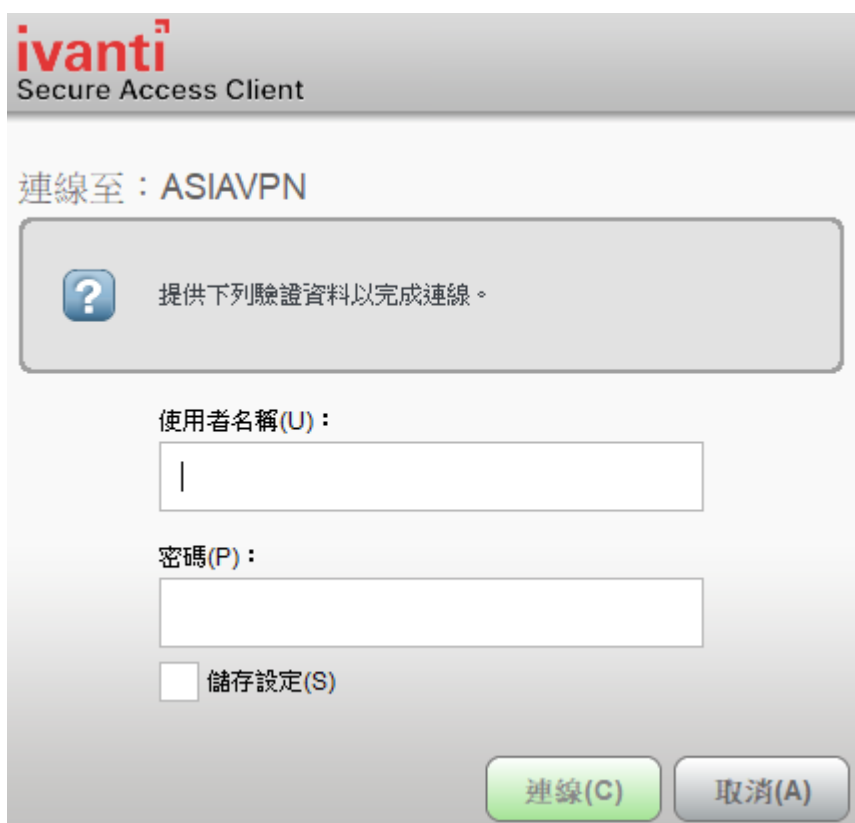 ivanti
Secure Access Client
連線至：ASIAVPN
?
提供下列驗證資料以完成連線。
使用者名稱(U)：
密碼(P)：
儲存設定(S)
連線(C) 取消(A)